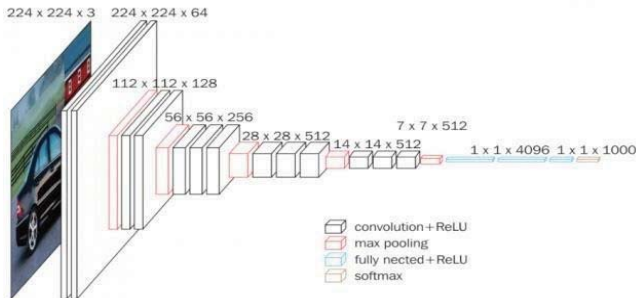 224 x 224 x 3
224 x 224 x 64
112 x 112 x 128
56 x 56 x 256
28 x 28 x 512
14 x 14 x 512
7 x 7 x 512
1 x 1 x 4096
1 x 1 x 1000
convolution+ReLU
max pooling
fully nected+ReLU
softmax